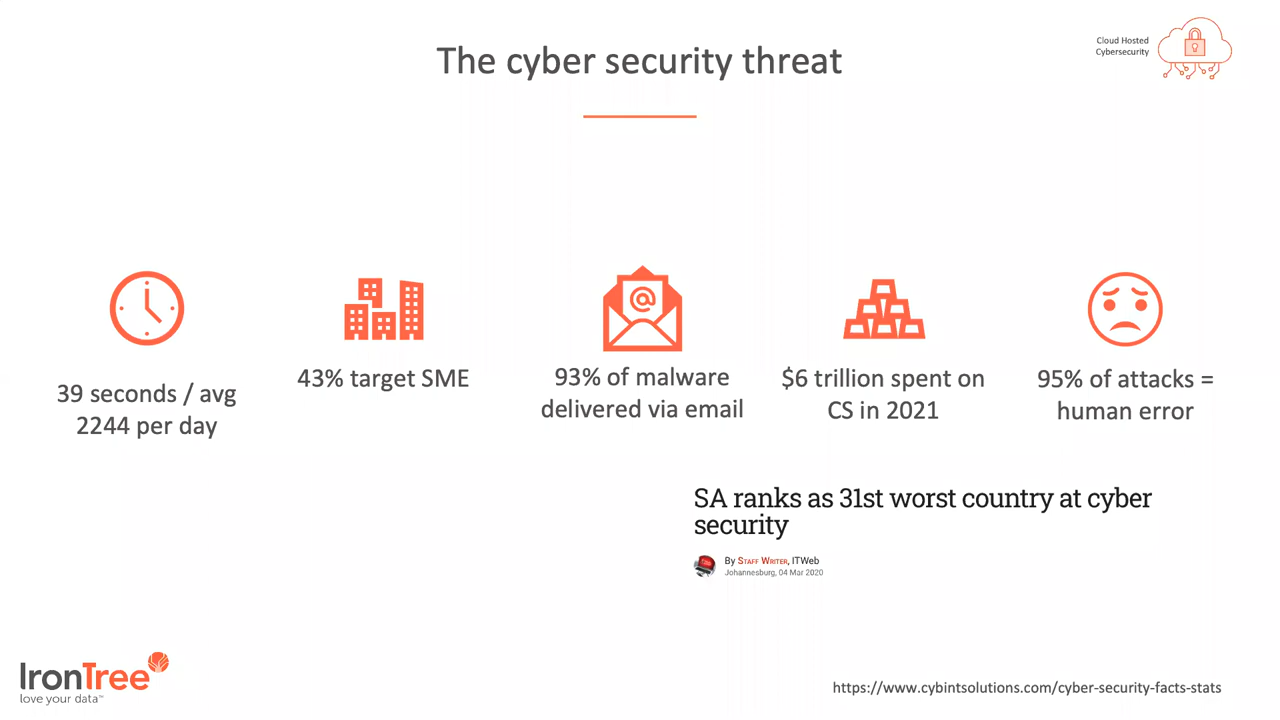 The cyber security threat
Cloud Hosted
Cybersecurity
39 seconds / avg
2244 per day
43% target SME
93% of malware
delivered via email
$6 trillion spent on
CS in 2021
95% of attacks =
human error
SA ranks as 31st worst country at cyber
security
By Staff Writer, ITWeb
Johannesburg, 04 Mar 2020
IronTree
love your data™
https://www.cybintsolutions.com/cyber-security-facts-stats